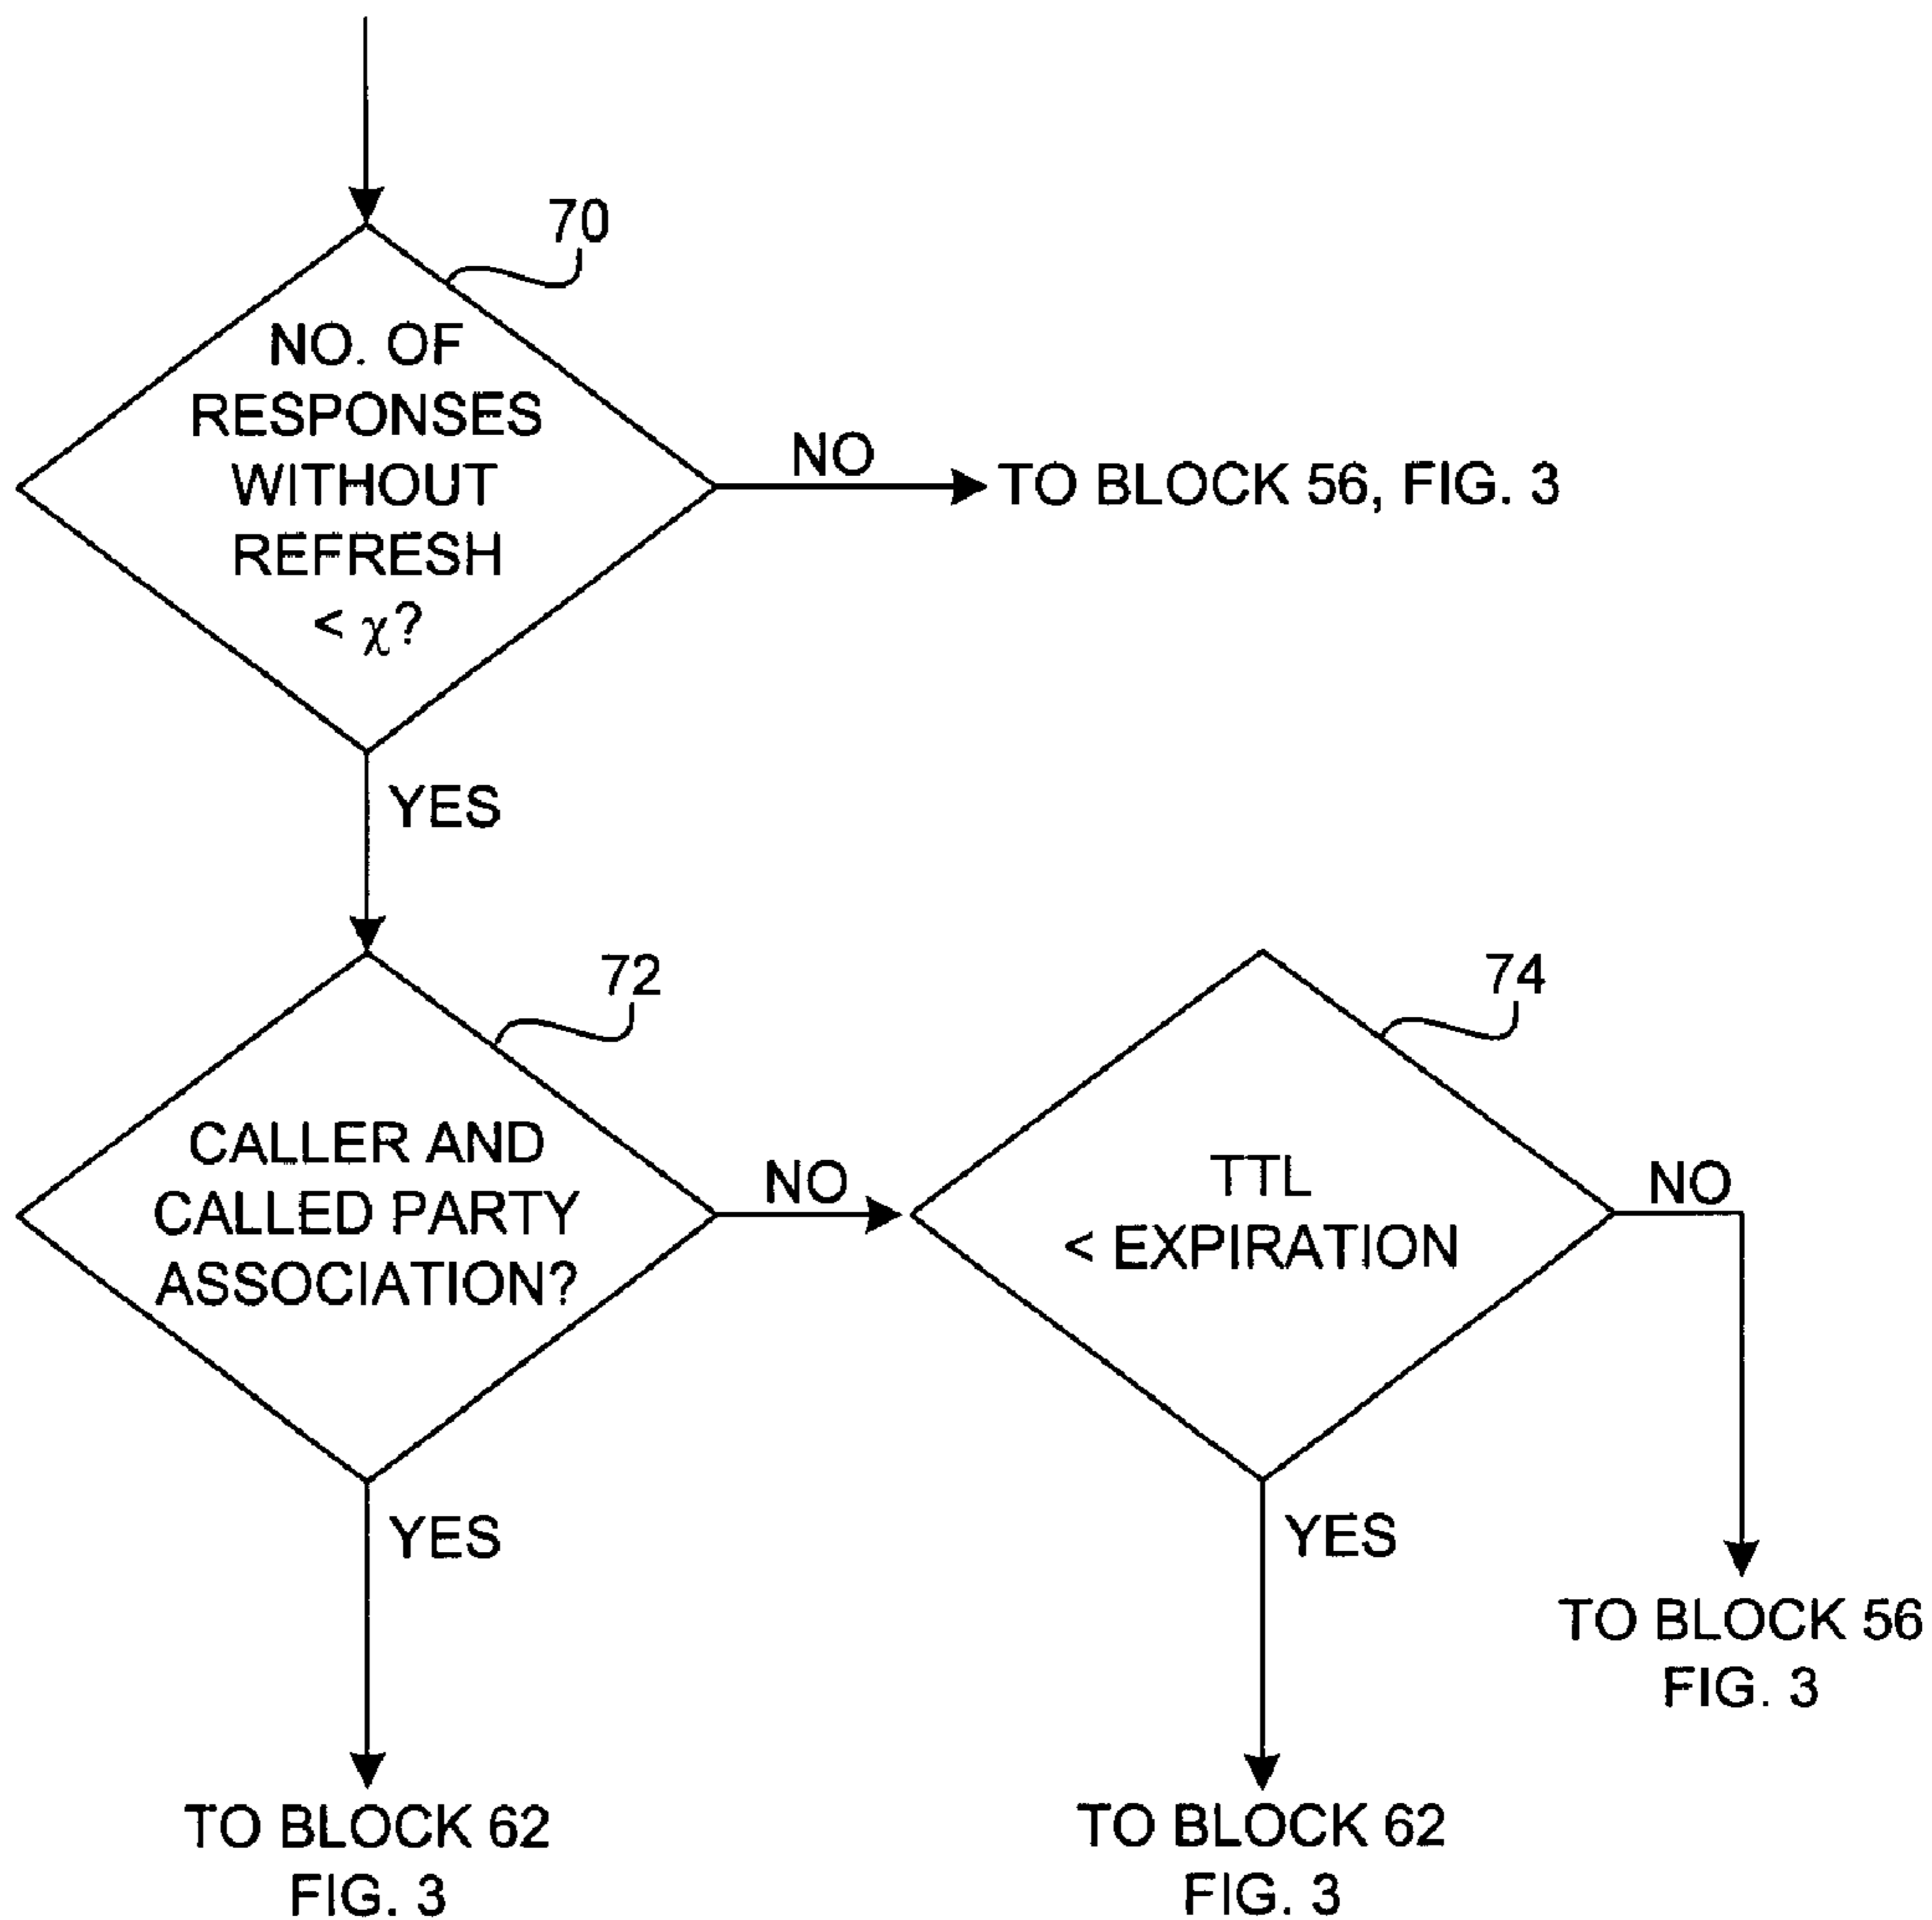 70
NO. OF
RESPONSES
WITHOUT
REFRESH
< χ?
NO
TO BLOCK 56, FIG. 3
YES
72
CALLER AND
CALLED PARTY
ASSOCIATION?
NO
74
TTL
< EXPIRATION
NO
YES
YES
TO BLOCK 56
FIG. 3
TO BLOCK 62
FIG. 3
TO BLOCK 62
FIG. 3